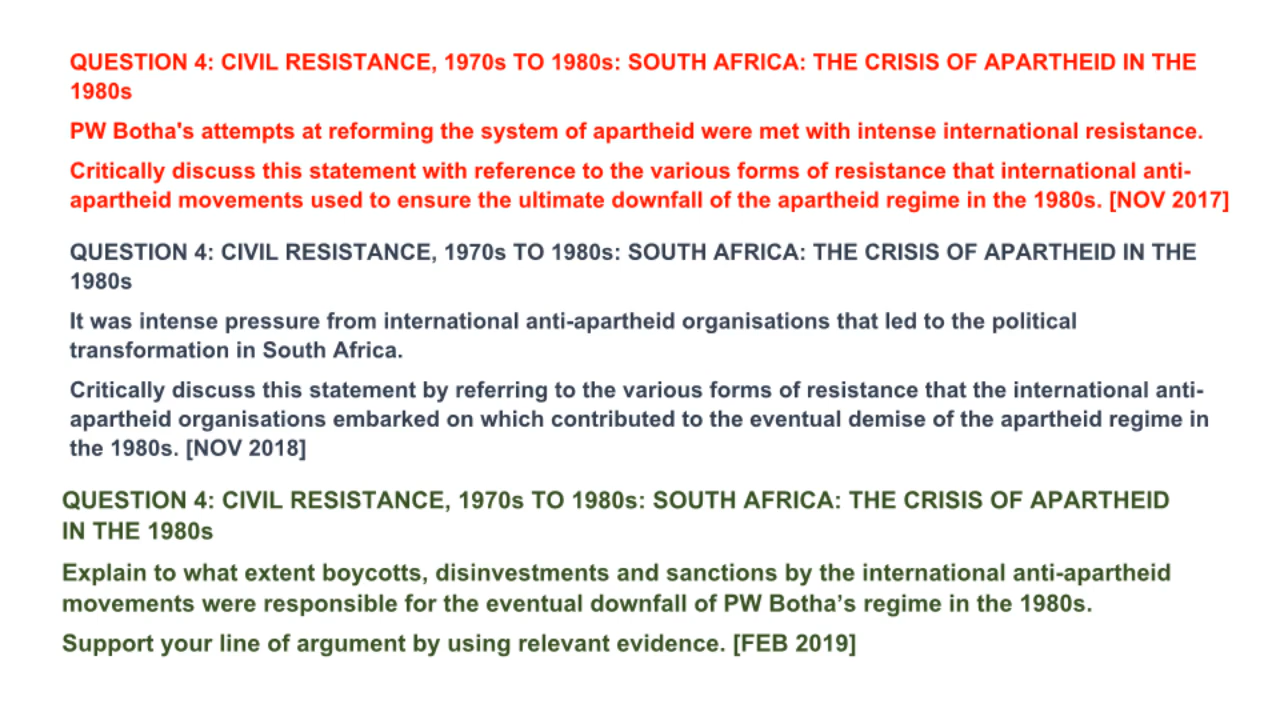 QUESTION 4: CIVIL RESISTANCE, 1970s TO 1980s: SOUTH AFRICA: THE CRISIS OF APARTHEID IN THE
1980s
PW Botha's attempts at reforming the system of apartheid were met with intense international resistance.
Critically discuss this statement with reference to the various forms of resistance that international anti-
apartheid movements used to ensure the ultimate downfall of the apartheid regime in the 1980s. [NOV 2017]
QUESTION 4: CIVIL RESISTANCE, 1970s TO 1980s: SOUTH AFRICA: THE CRISIS OF APARTHEID IN THE
1980s
It was intense pressure from international anti-apartheid organisations that led to the political
transformation in South Africa.
Critically discuss this statement by referring to the various forms of resistance that the international anti-
apartheid organisations embarked on which contributed to the eventual demise of the apartheid regime in
the 1980s. [NOV 2018]
QUESTION 4: CIVIL RESISTANCE, 1970s TO 1980s: SOUTH AFRICA: THE CRISIS OF APARTHEID
IN THE 1980s
Explain to what extent boycotts, disinvestments and sanctions by the international anti-apartheid
movements were responsible for the eventual downfall of PW Botha’s regime in the 1980s.
Support your line of argument by using relevant evidence. [FEB 2019]